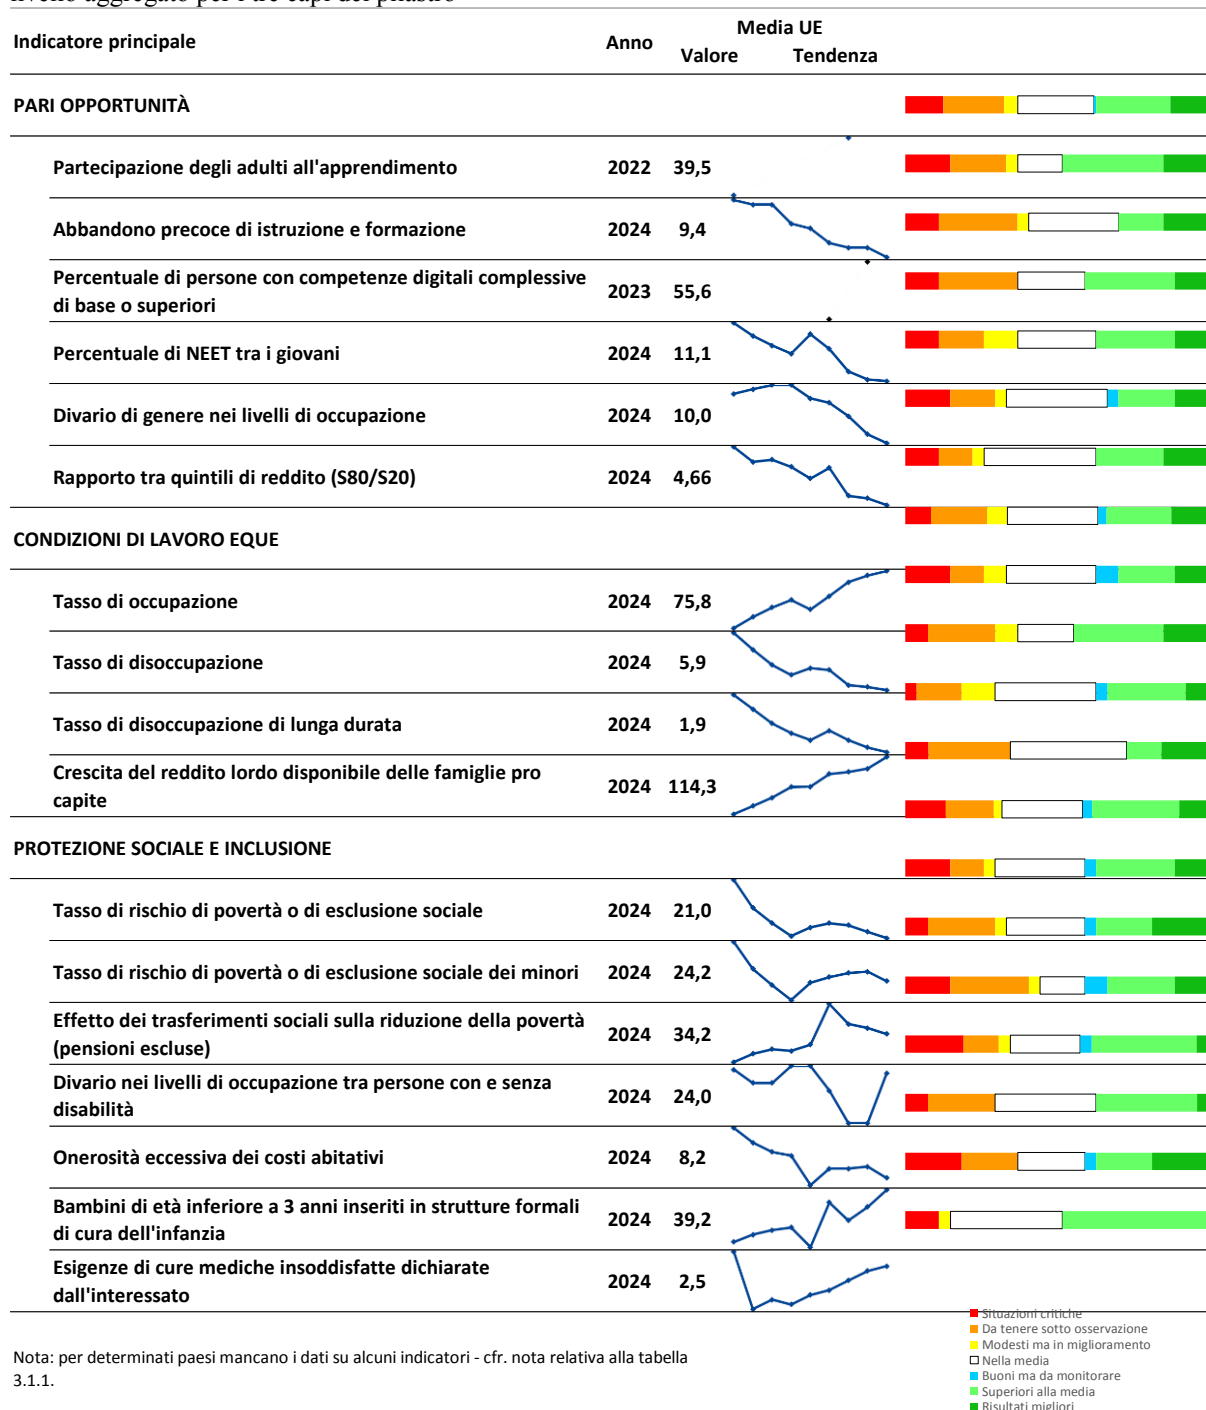 livello aggregato per i tre capi del pilastro
Indicatore principale
Anno
Media UE
Valore
Tendenza
PARI OPPORTUNITÀ
Partecipazione degli adulti all'apprendimento 2022 39,5
Abbandono precoce di istruzione e formazione 2024 9,4
Percentuale di persone con competenze digitali complessive
di base o superiori
2023 55,6
Percentuale di NEET tra i giovani 2024 11,1
Divario di genere nei livelli di occupazione 2024 10,0
Rapporto tra quintili di reddito (S80/S20) 2024 4,66
CONDIZIONI DI LAVORO EQUE
Tasso di occupazione 2024 75,8
Tasso di disoccupazione 2024 5,9
Tasso di disoccupazione di lunga durata 2024 1,9
Crescita del reddito lordo disponibile delle famiglie pro
capite
2024 114,3
PROTEZIONE SOCIALE E INCLUSIONE
Tasso di rischio di povertà o di esclusione sociale 2024 21,0
Tasso di rischio di povertà o di esclusione sociale dei minori 2024 24,2
Effetto dei trasferimenti sociali sulla riduzione della povertà
(pensioni escluse)
2024 34,2
Divario nei livelli di occupazione tra persone con e senza
disabilità
2024 24,0
Onerosità eccessiva dei costi abitativi 2024 8,2
Bambini di età inferiore a 3 anni inseriti in strutture formali
di cura dell'infanzia
2024 39,2
Esigenze di cure mediche insoddisfatte dichiarate
dall'interessato
2024 2,5
Situazioni critiche
Da tenere sotto osservazione
Modesti ma in miglioramento
Nella media
Buoni ma da monitorare
Superiori alla media
Risultati migliori
Nota: per determinati paesi mancano i dati su alcuni indicatori - cfr. nota relativa alla tabella
3.1.1.